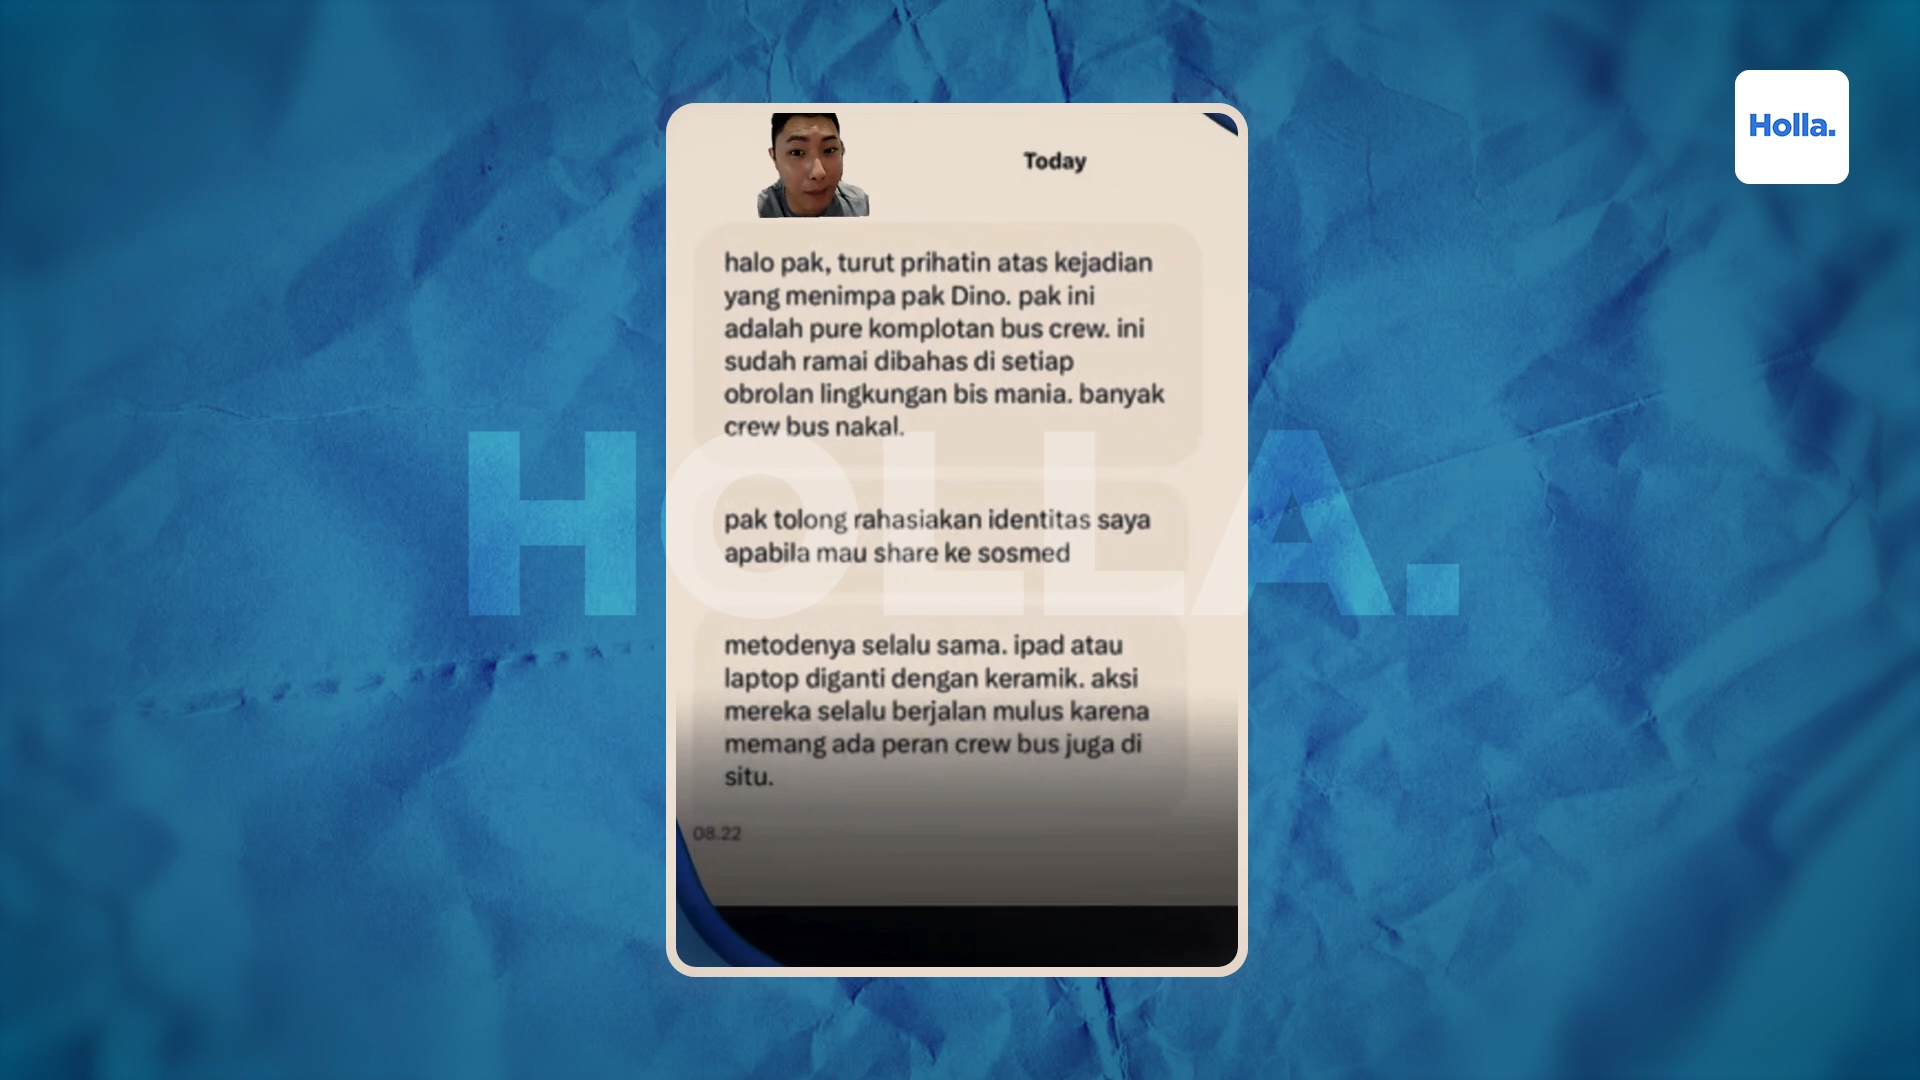 Holla.
Today
halo pak, turut prihatin atas kejadian
yang menimpa pak Dino. pak ini
adalah pure komplotan bus crew. ini
sudah ramai dibahas di setiap
obrolan lingkungan bis mania. banyak
crew bus nakal.
HOLLA.
pak tolong rahasiakan identitas saya
apabila mau share ke sosmed
metodenya selalu sama. ipad atau
laptop diganti dengan keramik. aksi
mereka selalu berjalan mulus karena
memang ada peran crew bus juga di
situ.
08.22